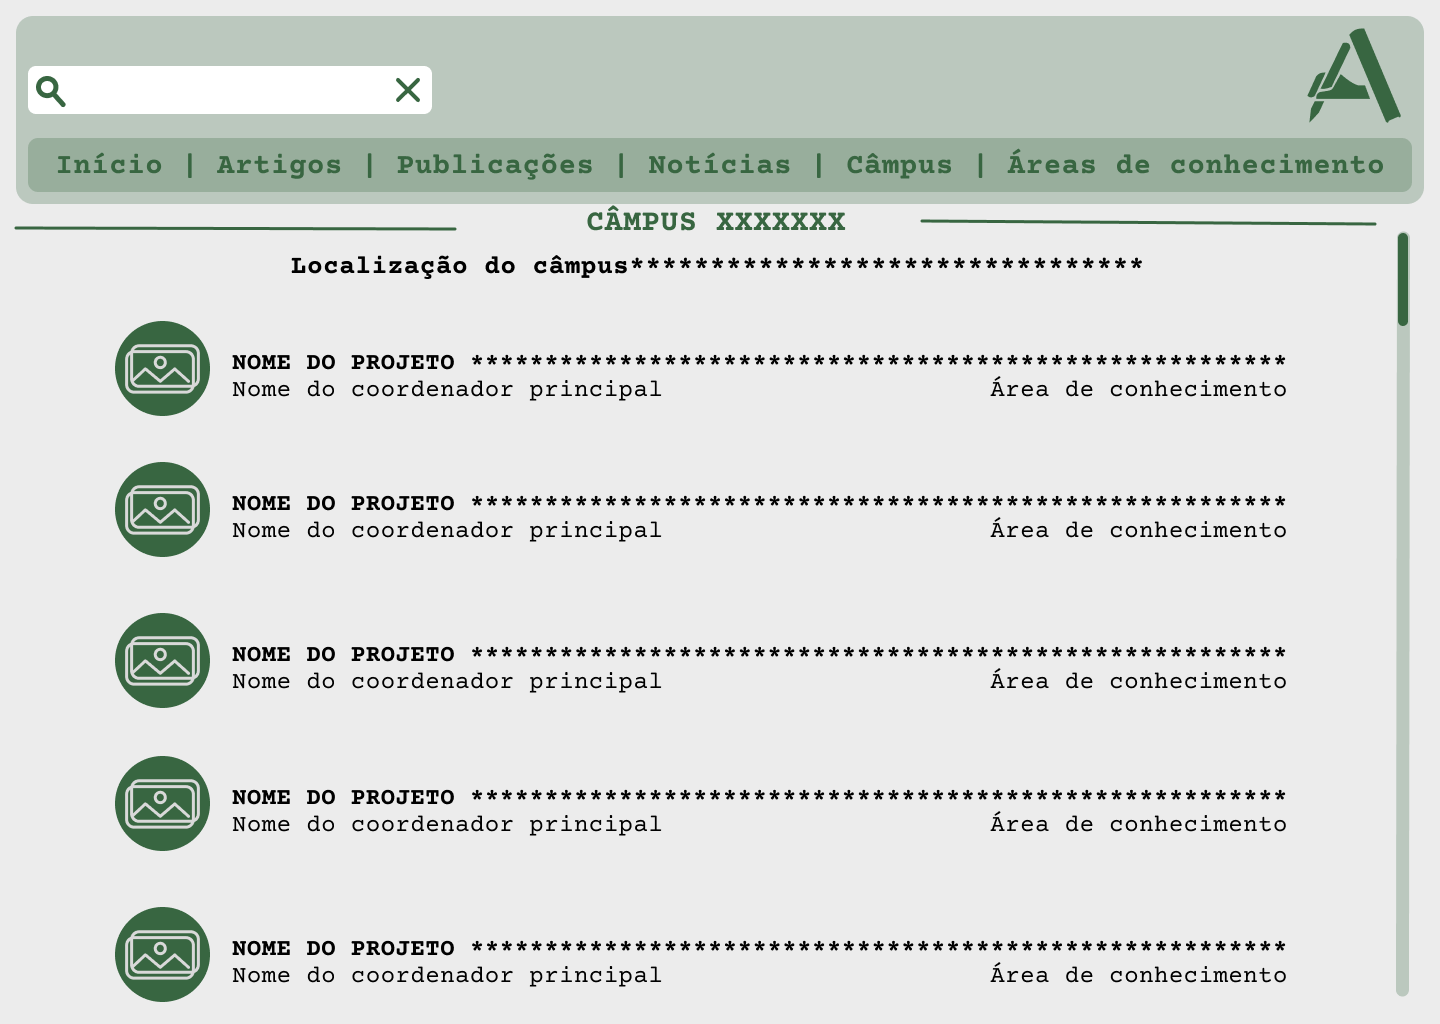 Início | Artigos | Publicações | Notícias | Câmpus | Áreas de conhecimento
CÂMPUS XXXXXXX
Localização do câmpus********************************
NOME DO PROJETO *******************************************************
Nome do coordenador principal Área de conhecimento
NOME DO PROJETO *******************************************************
Nome do coordenador principal Área de conhecimento
NOME DO PROJETO *******************************************************
Nome do coordenador principal Área de conhecimento
NOME DO PROJETO *******************************************************
Nome do coordenador principal Área de conhecimento
NOME DO PROJETO *******************************************************
Nome do coordenador principal Área de conhecimento